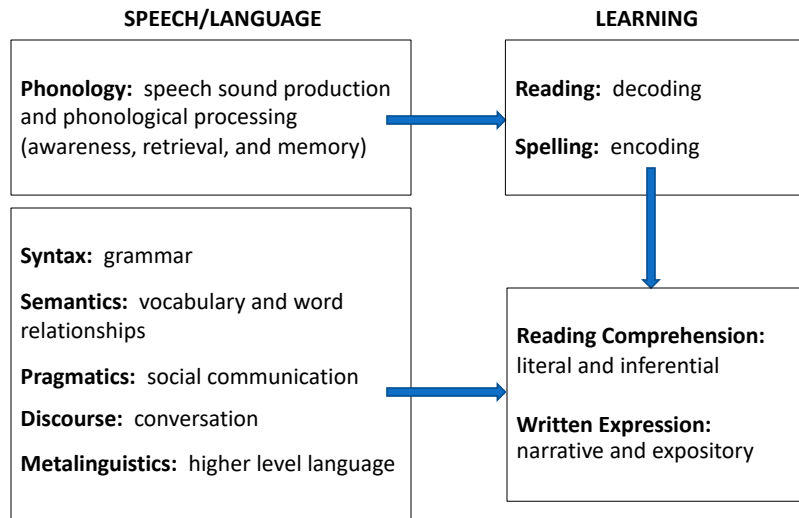 SPEECH/LANGUAGE
Phonology: speech sound production
and phonological processing
(awareness, retrieval, and memory)
Syntax: grammar
Semantics: vocabulary and word
relationships
Pragmatics: social communication
Discourse: conversation
Metalinguistics: higher level language
LEARNING
Reading: decoding
Spelling: encoding
Reading Comprehension:
literal and inferential
Written Expression:
narrative and expository